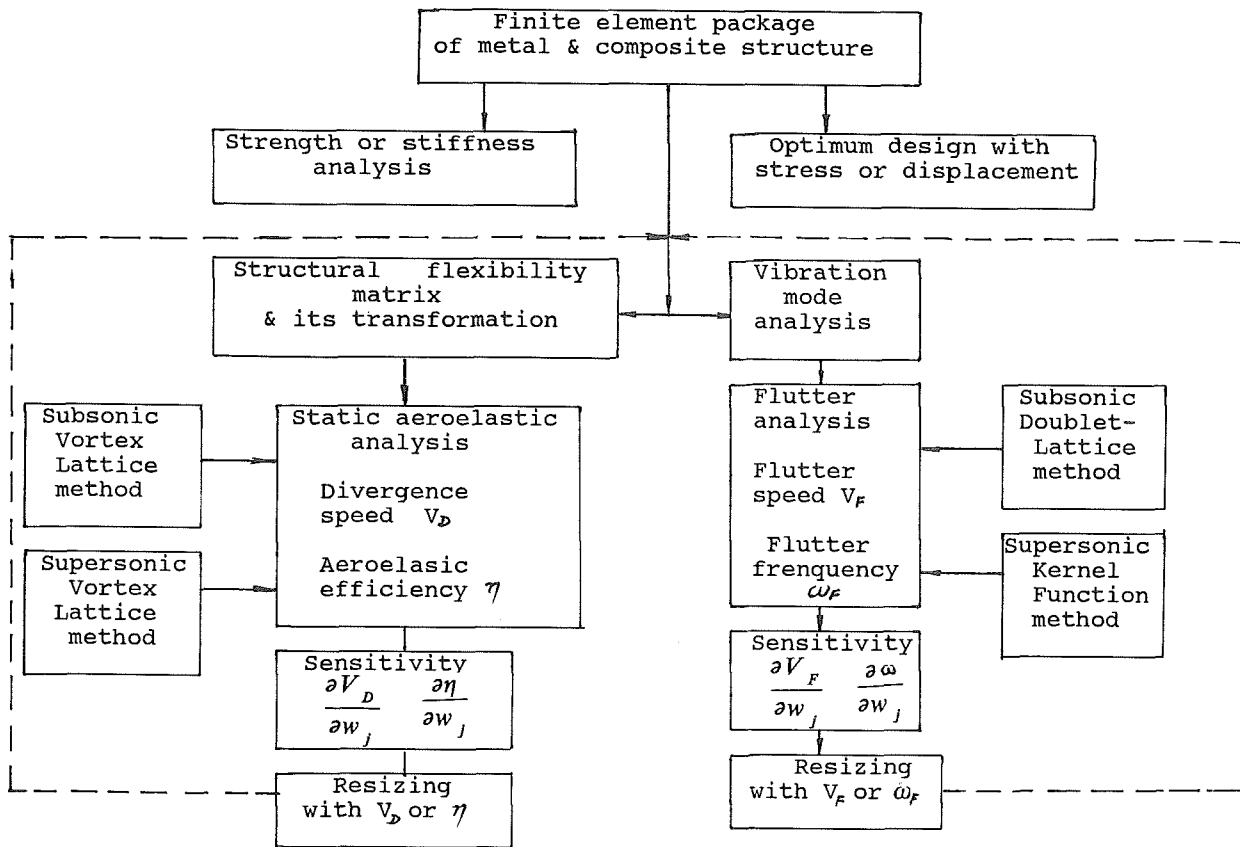 Finite element package
of metal & composite structure
Strength or stiffness
analysis
Optimum design with
stress or displacement
Structural flexibility
matrix
& its transformation
Vibration
mode
analysis
Subsonic
Vortex
Lattice
method
Supersonic
Vortex
Lattice
method
Static aeroelastic
analysis
Divergence
speed V_D
Aeroelasic
efficiency η
Flutter
analysis
Flutter
speed V_F
Flutter
frenquency
ω_F
Subsonic
Doublet-
Lattice
method
Supersonic
Kernel
Function
method
Sensitivity
∂V_D/∂w_j ∂η/∂w_j
Sensitivity
∂V_F/∂w_j ∂ω/∂w_j
Resizing
with V_D or η
Resizing
with V_F or ω_F